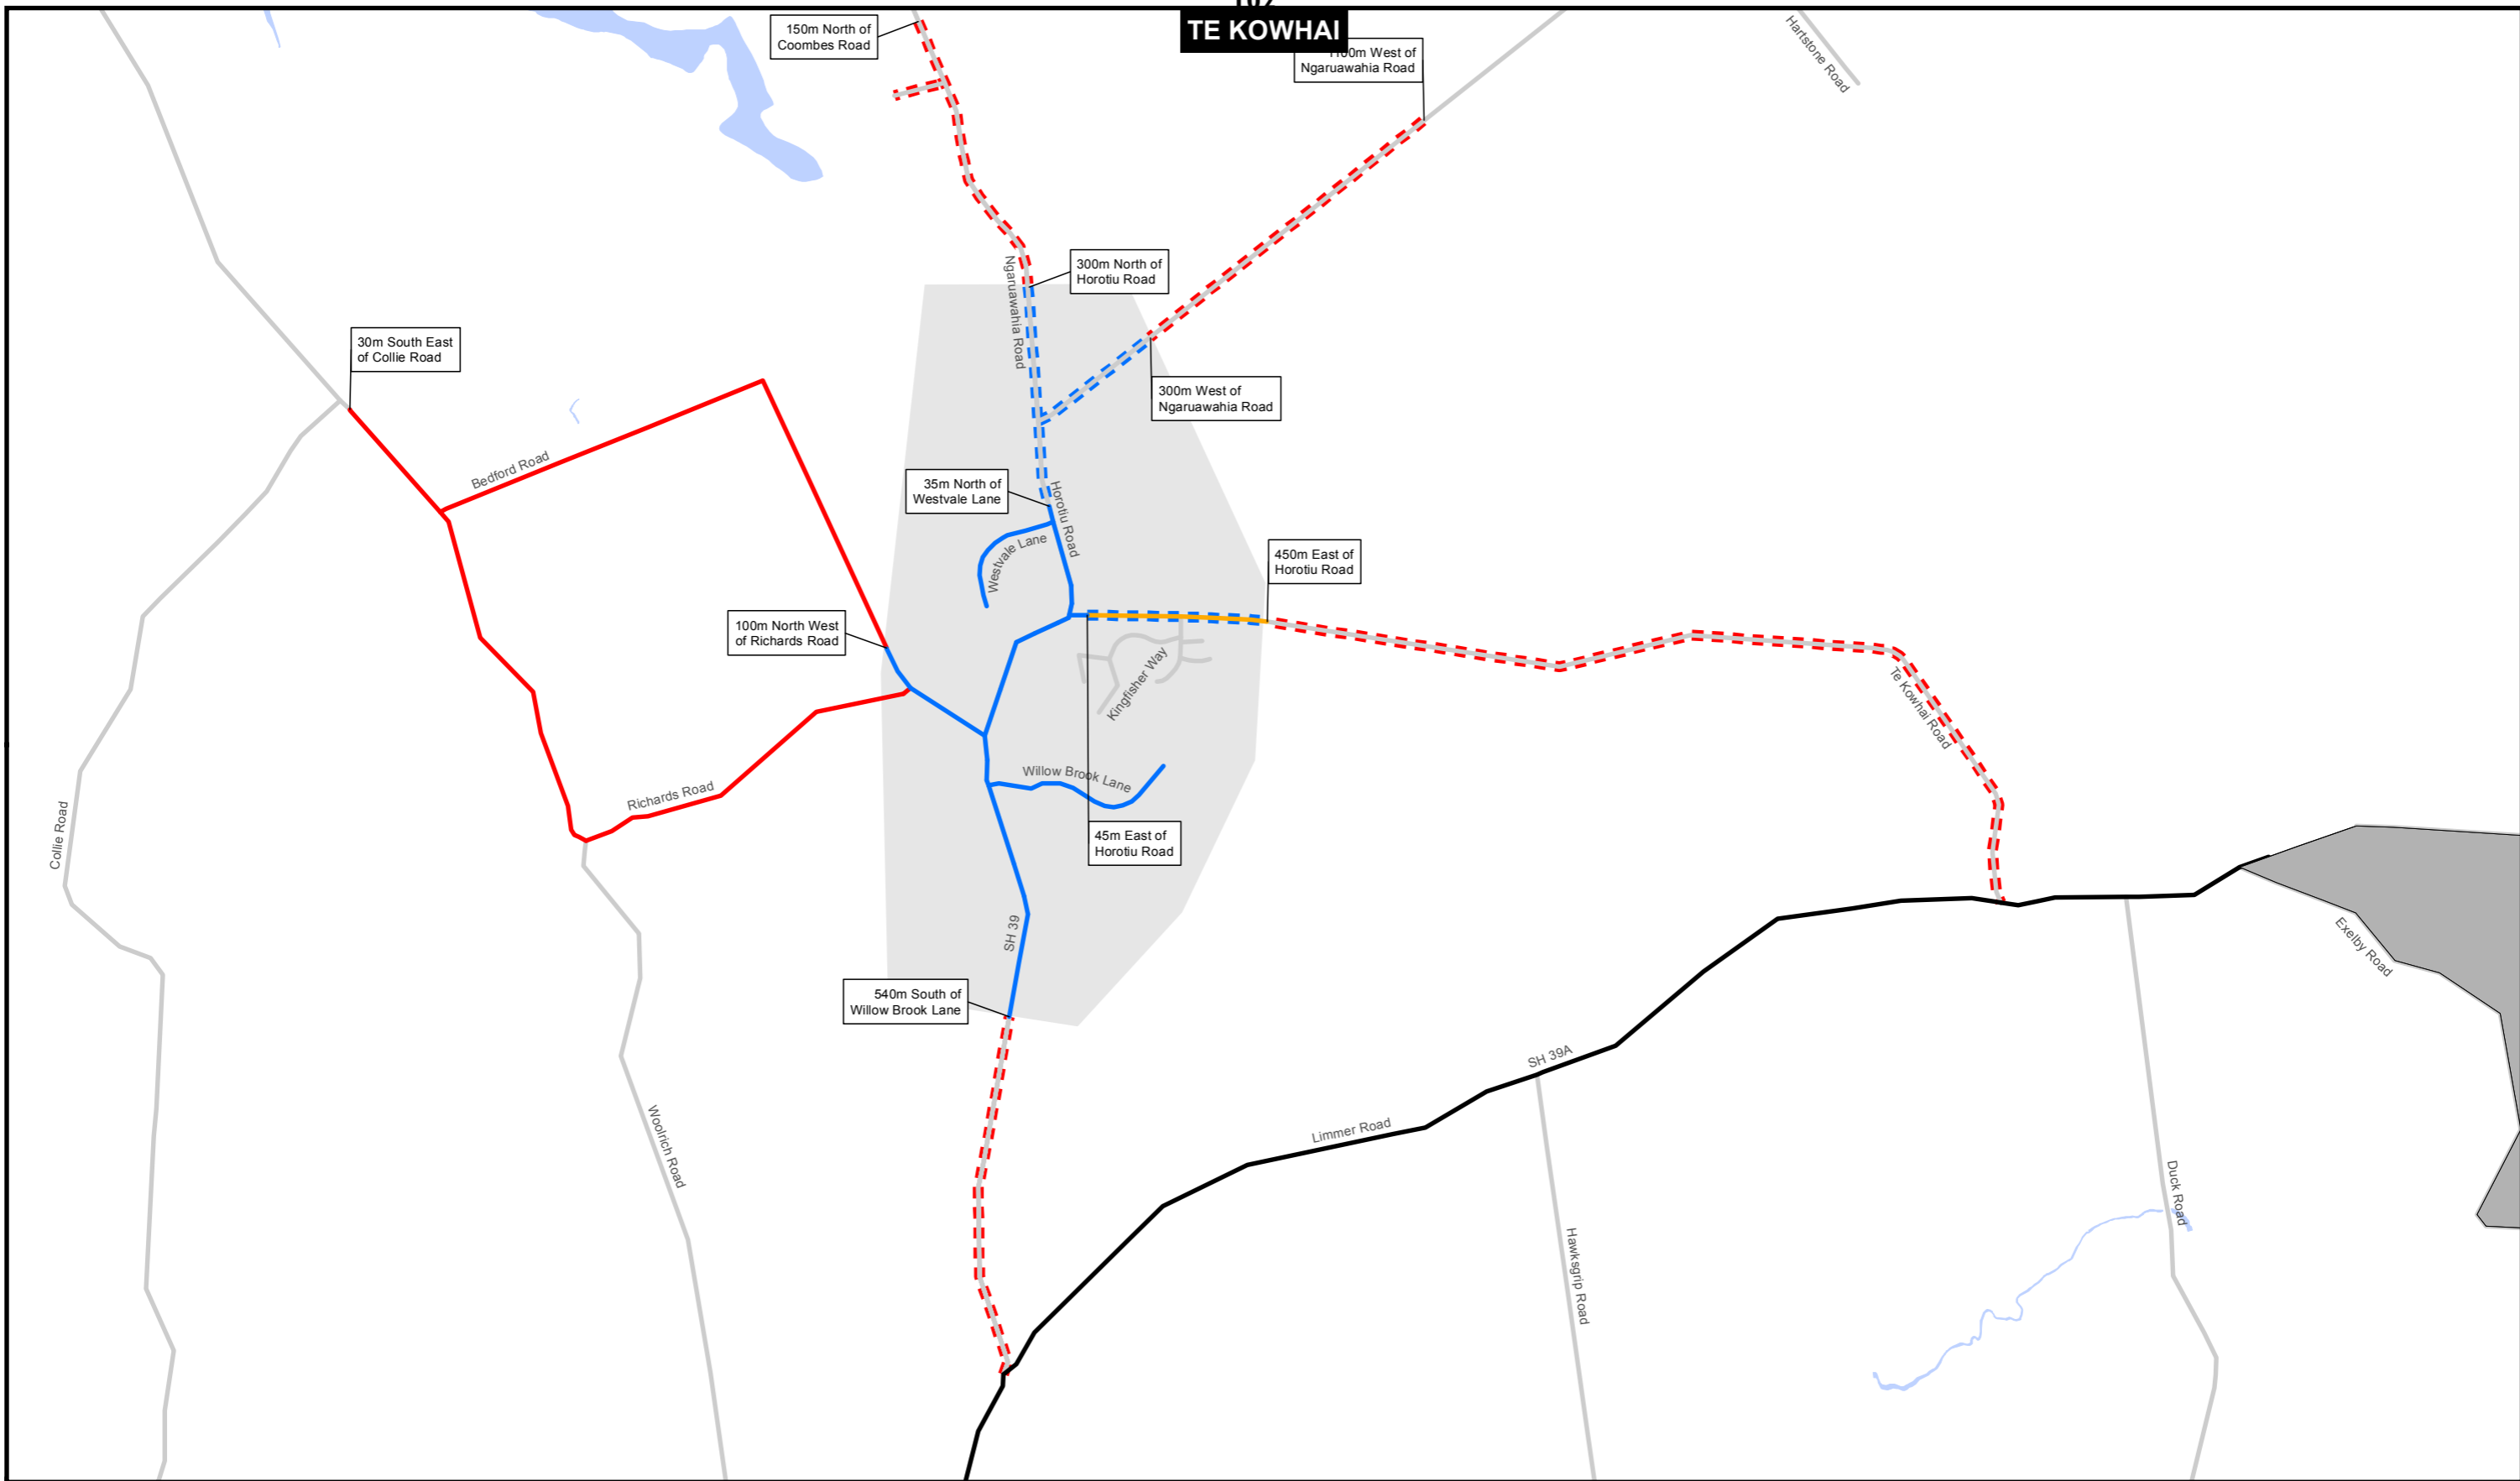 TE KOWHAI
150m North of
Coombes Road
Ngaruawahia Road
Hartstone Road
300m North of
Horotiu Road
Ngaruawahia Road
30m South East
of Collie Road
300m West of
Ngaruawahia Road
Bedford Road
35m North of
Westvale Lane
Horotiu Road
Westvale Lane
450m East of
Horotiu Road
100m North West
of Richards Road
Kingfisher Way
Te Kowhai Road
Willow Brook Lane
Richards Road
Collie Road
45m East of
Horotiu Road
SH 39
Exelby Road
540m South of
Willow Brook Lane
SH 39A
Limmer Road
Woolrich Road
Duck Road
Hawksgrip Road